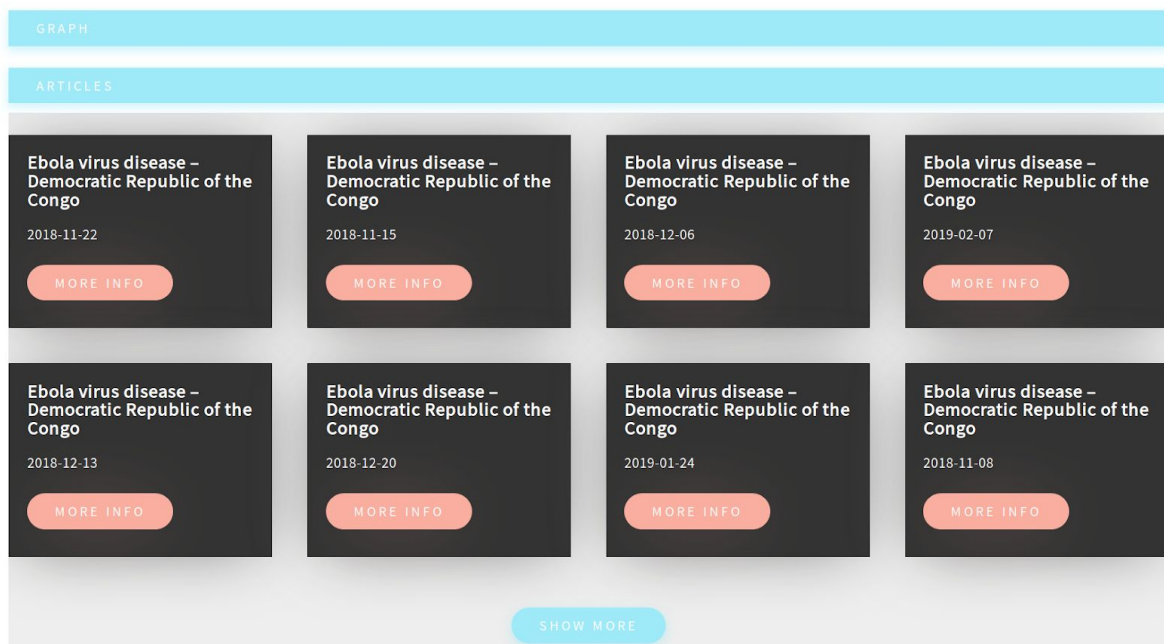 GRAPH
ARTICLES
Ebola virus disease –
Democratic Republic of the
Congo
2018-11-22
MORE INFO
Ebola virus disease –
Democratic Republic of the
Congo
2018-11-15
MORE INFO
Ebola virus disease –
Democratic Republic of the
Congo
2018-12-06
MORE INFO
Ebola virus disease –
Democratic Republic of the
Congo
2019-02-07
MORE INFO
Ebola virus disease –
Democratic Republic of the
Congo
2018-12-13
MORE INFO
Ebola virus disease –
Democratic Republic of the
Congo
2018-12-20
MORE INFO
Ebola virus disease –
Democratic Republic of the
Congo
2019-01-24
MORE INFO
Ebola virus disease –
Democratic Republic of the
Congo
2018-11-08
MORE INFO
SHOW MORE